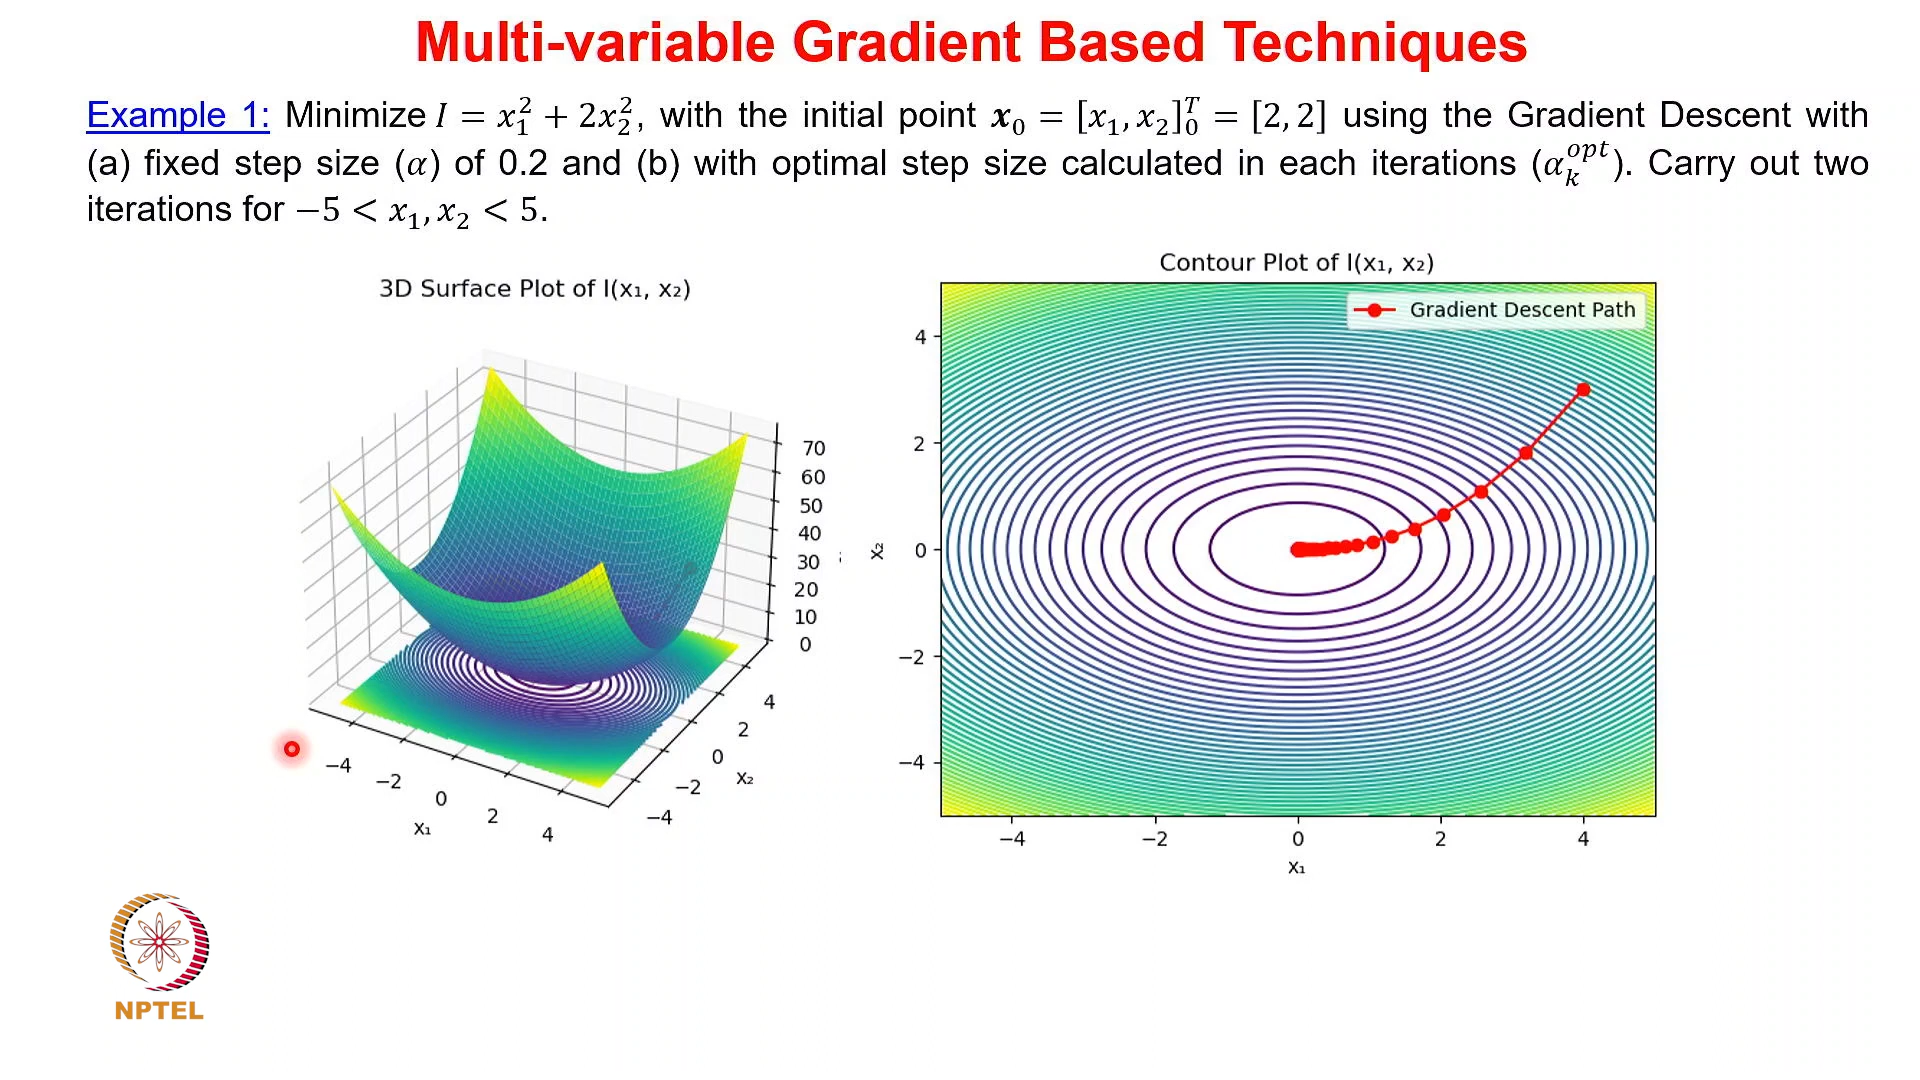 Multi-variable Gradient Based Techniques
Example 1: Minimize I = x₁² + 2x₂², with the initial point x₀ = [x₁, x₂]₀ᵀ = [2, 2] using the Gradient Descent with
(a) fixed step size (α) of 0.2 and (b) with optimal step size calculated in each iterations (αₖᵒᵖᵗ). Carry out two
iterations for −5 < x₁, x₂ < 5.
3D Surface Plot of I(x₁, x₂)
70
60
50
40
30
20
10
0
4
2
0
−2
−4
x₂
−4
−2
0
2
4
x₁
Contour Plot of I(x₁, x₂)
Gradient Descent Path
4
2
0
−2
−4
x₂
−4
−2
0
2
4
x₁
NPTEL